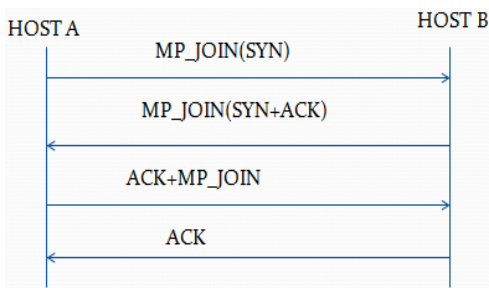 HOST A
HOST B
MP_JOIN(SYN)
MP_JOIN(SYN+ACK)
ACK+MP_JOIN
ACK